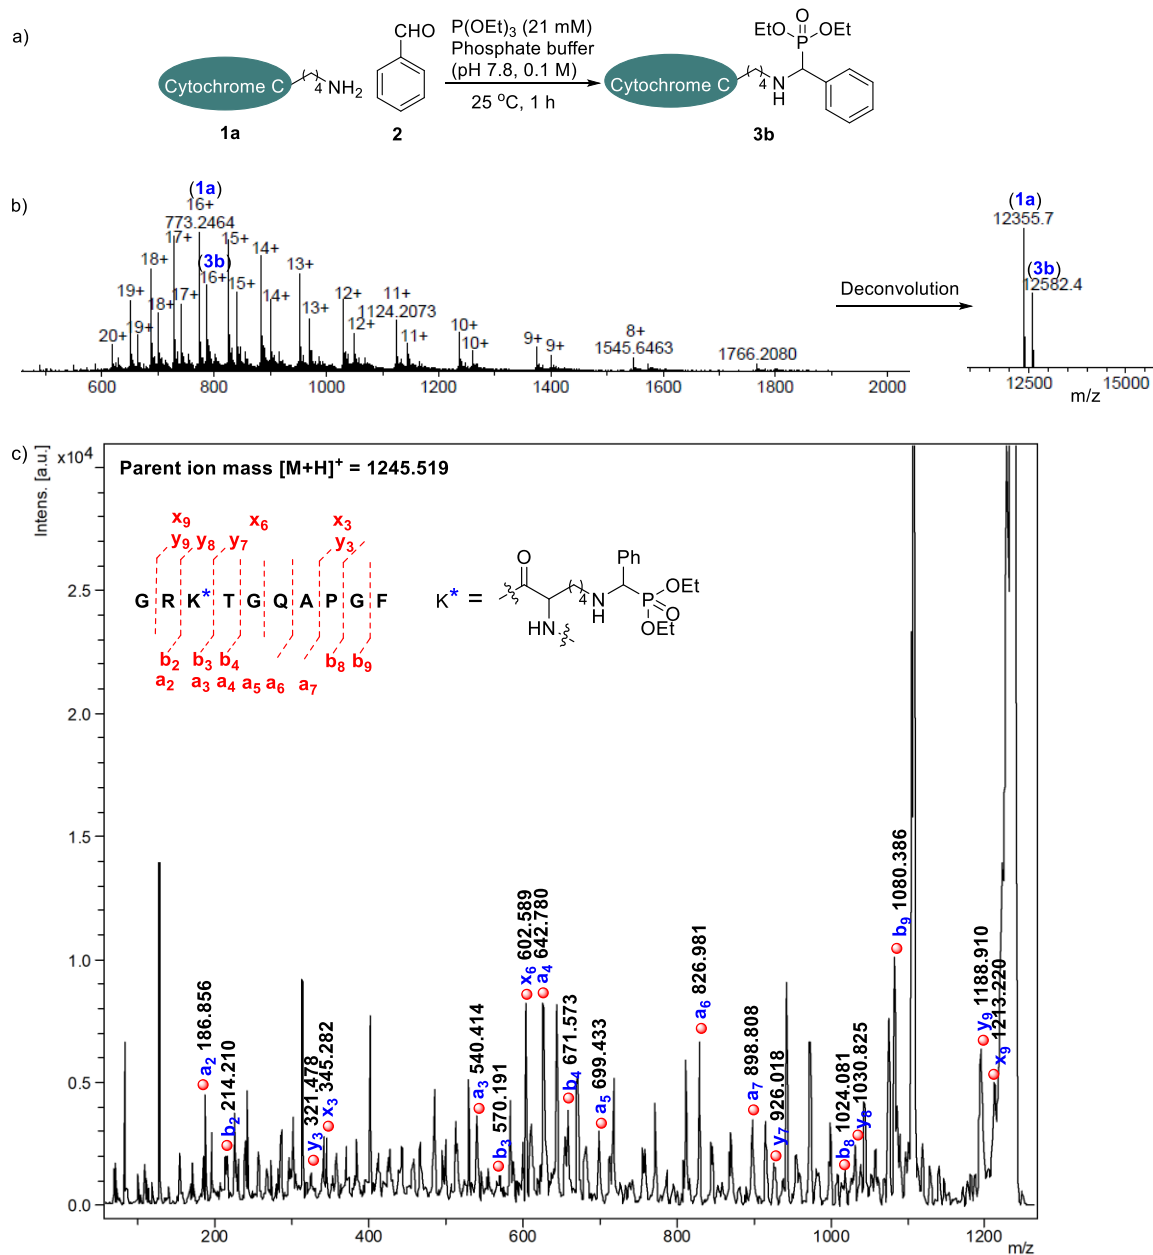 a)
P(OEt)3 (21 mM)
Phosphate buffer
(pH 7.8, 0.1 M)
25 °C, 1 h
Cytochrome C
4
NH2
1a
CHO
2
EtO
O
P
OEt
Cytochrome C
4
N
H
3b
b)
(1a)
16+
773.2464
17+
15+
18+
(3b)
16+
14+
13+
19+
17+
15+
14+
18+
13+
12+
11+
1124.2073
20+
19+
12+
11+
10+
10+
9+
9+
8+
1545.6463
1766.2080
600
800
1000
1200
1400
1600
1800
2000
Deconvolution
(1a)
12355.7
(3b)
12582.4
12500
15000
m/z
c)
Intens. [a.u.]
x10^4
Parent ion mass [M+H]+ = 1245.519
x9
x6
x3
y9
y8
y7
y3
G R K* T G Q A P G F
b2
b3
b4
b8
b9
a2
a3
a4
a5
a6
a7
K* =
O
4
N
H
Ph
P
OEt
O
OEt
HN
2.5
2.0
1.5
1.0
0.5
0.0
a2 186.856
b2 214.210
y3 321.478
x3 345.282
a3 540.414
b3 570.191
x6 602.589
a4 642.780
b4 671.573
a5 699.433
a6 826.981
a7 898.808
y7 926.018
b8 1024.081
y8 1030.825
b9 1080.386
y9 1188.910
x9 1213.220
200
400
600
800
1000
1200
m/z